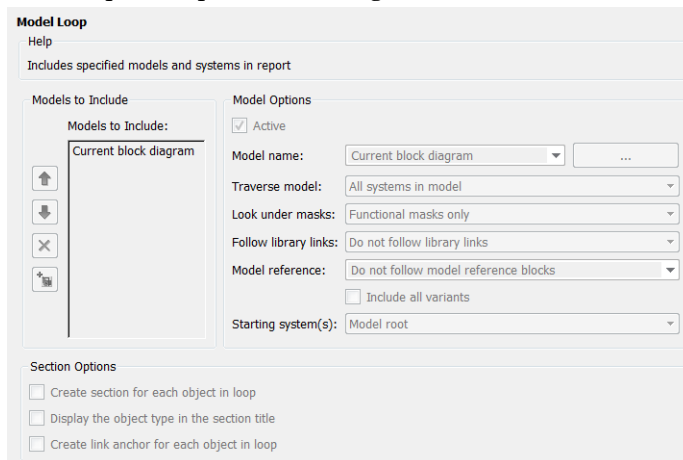 Model Loop
Help
Includes specified models and systems in report
Models to Include
Models to Include:
Current block diagram
Model Options
Active
Model name: Current block diagram ...
Traverse model: All systems in model
Look under masks: Functional masks only
Follow library links: Do not follow library links
Model reference: Do not follow model reference blocks
Include all variants
Starting system(s): Model root
Section Options
Create section for each object in loop
Display the object type in the section title
Create link anchor for each object in loop